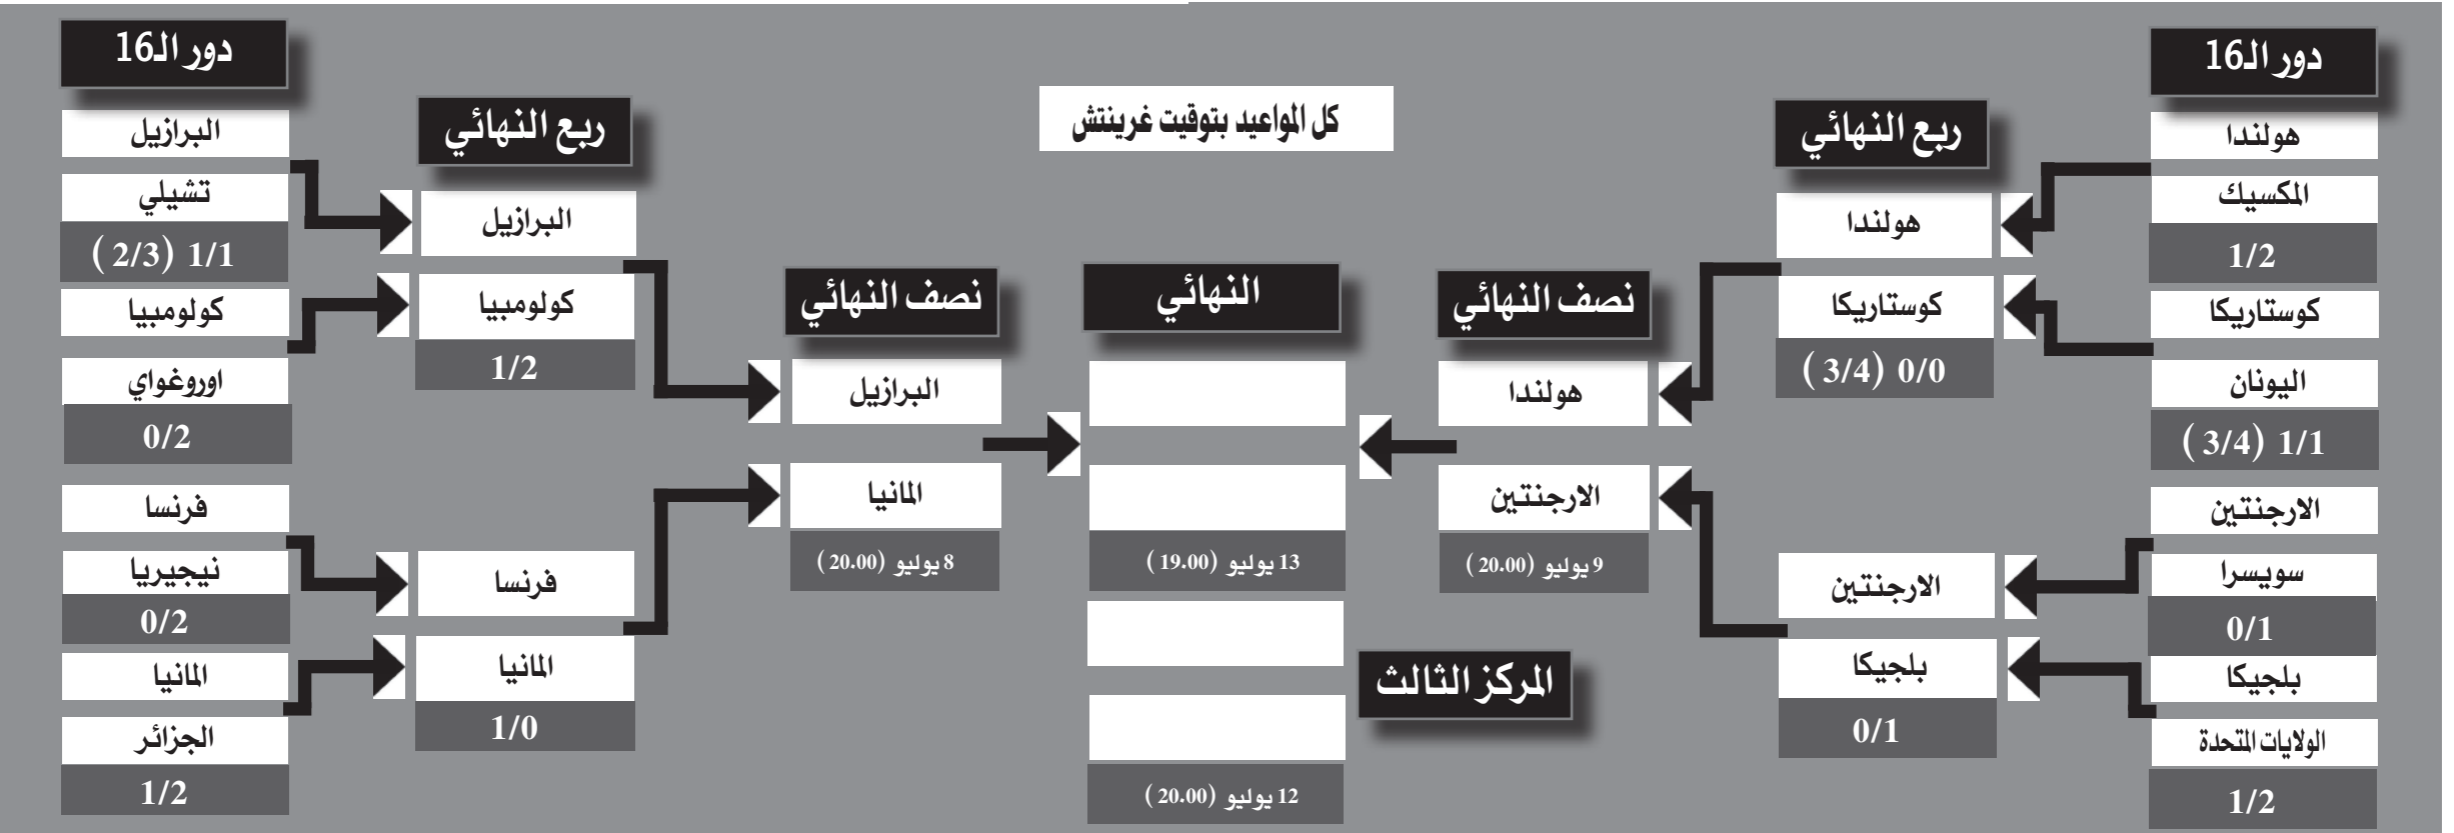 دور الـ16
هولندا
المكسيك
1/2
كوستاريكا
اليونان
1/1 (3/4)
الارجنتين
سويسرا
0/1
بلجيكا
الولايات المتحدة
1/2
ربع النهائي
هولندا
كوستاريكا
0/0 (3/4)
الارجنتين
بلجيكا
0/1
نصف النهائي
هولندا
الارجنتين
9 يوليو (20.00)
كل المواعيد بتوقيت غرينتش
النهائي
13 يوليو (19.00)
المركز الثالث
12 يوليو (20.00)
نصف النهائي
البرازيل
المانيا
8 يوليو (20.00)
ربع النهائي
البرازيل
كولومبيا
1/2
فرنسا
المانيا
1/0
دور الـ16
البرازيل
تشيلي
1/1 (2/3)
كولومبيا
اوروغواي
0/2
فرنسا
نيجيريا
0/2
المانيا
الجزائر
1/2